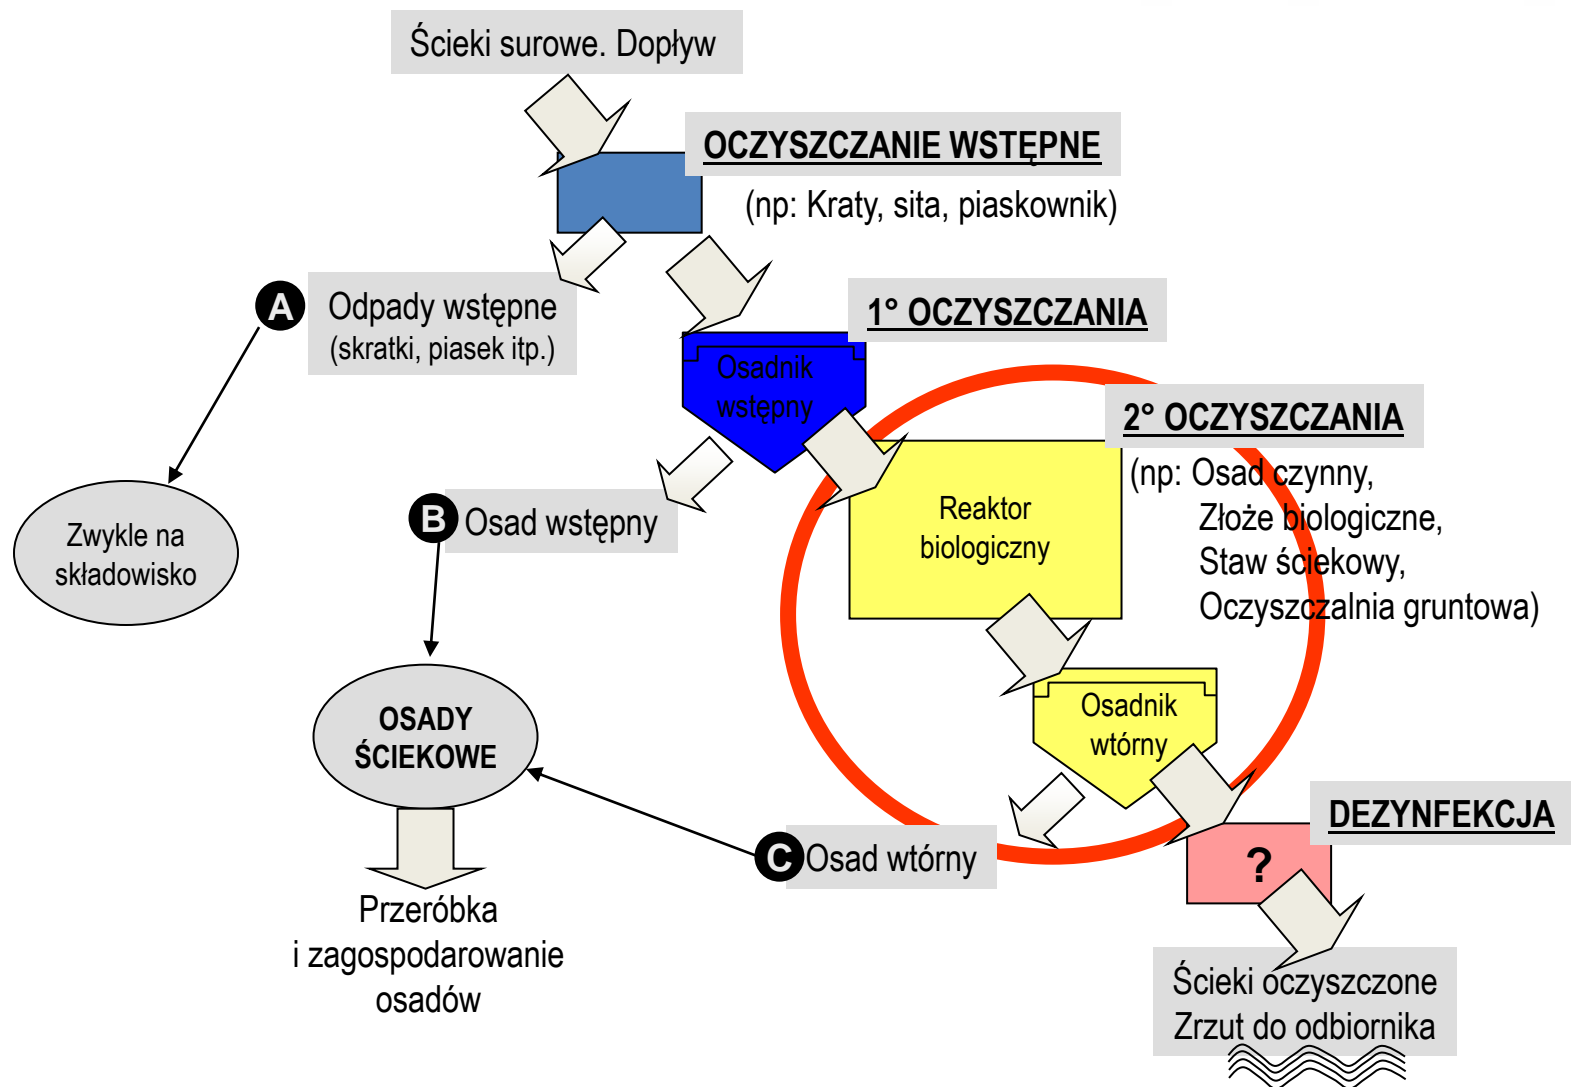 Ścieki surowe. Dopływ
OCZYSZCZANIE WSTĘPNE
(np: Kraty, sita, piaskownik)
A
Odpady wstępne
(skratki, piasek itp.)
1° OCZYSZCZANIA
Osadnik
wstępny
2° OCZYSZCZANIA
(np: Osad czynny,
Złoże biologiczne,
Staw ściekowy,
Oczyszczalnia gruntowa)
Zwykle na
składowisko
B Osad wstępny
Reaktor
biologiczny
OSADY
ŚCIEKOWE
Osadnik
wtórny
DEZYNFEKCJA
C Osad wtórny
?
Przeróbka
i zagospodarowanie
osadów
Ścieki oczyszczone
Zrzut do odbiornika